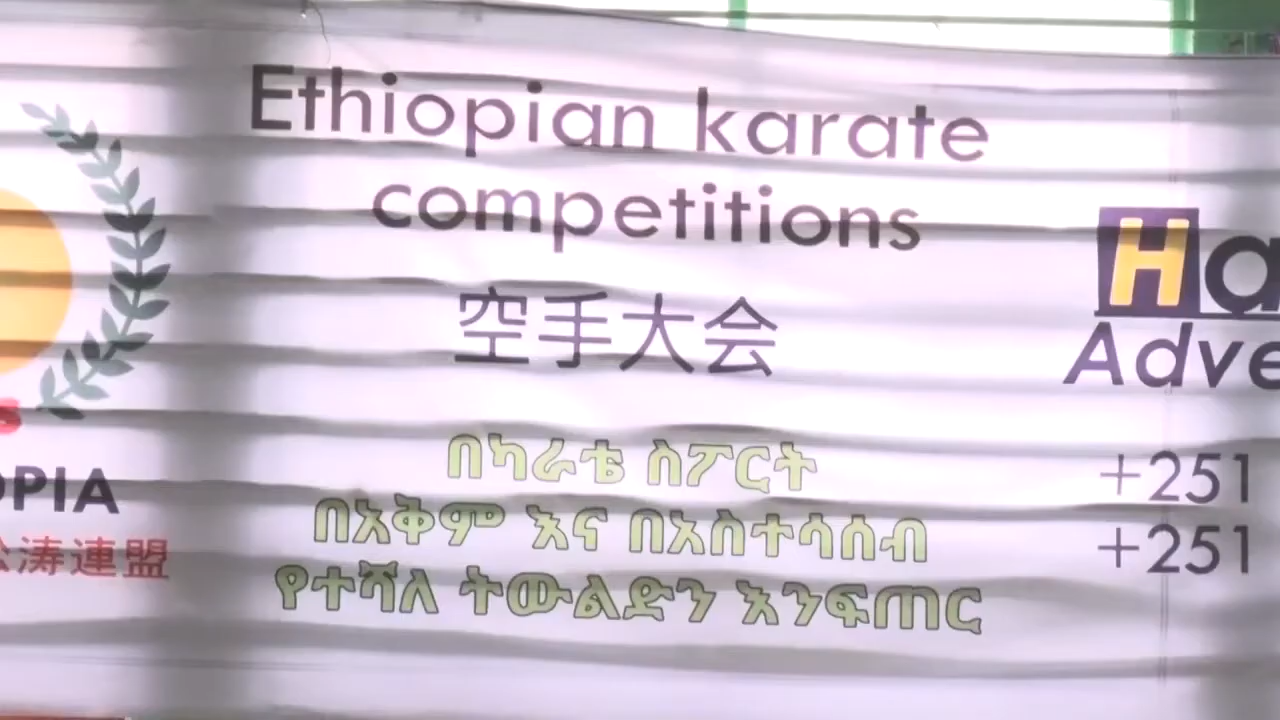 Ethiopian karate
competitions
空手大会
በካራቴ ስፖርት
በአቅም እና በአስተሳሰብ
የተሻለ ትውልድን እንፍጠር
OPIA
涛連盟
Ha
Adve
+251
+251